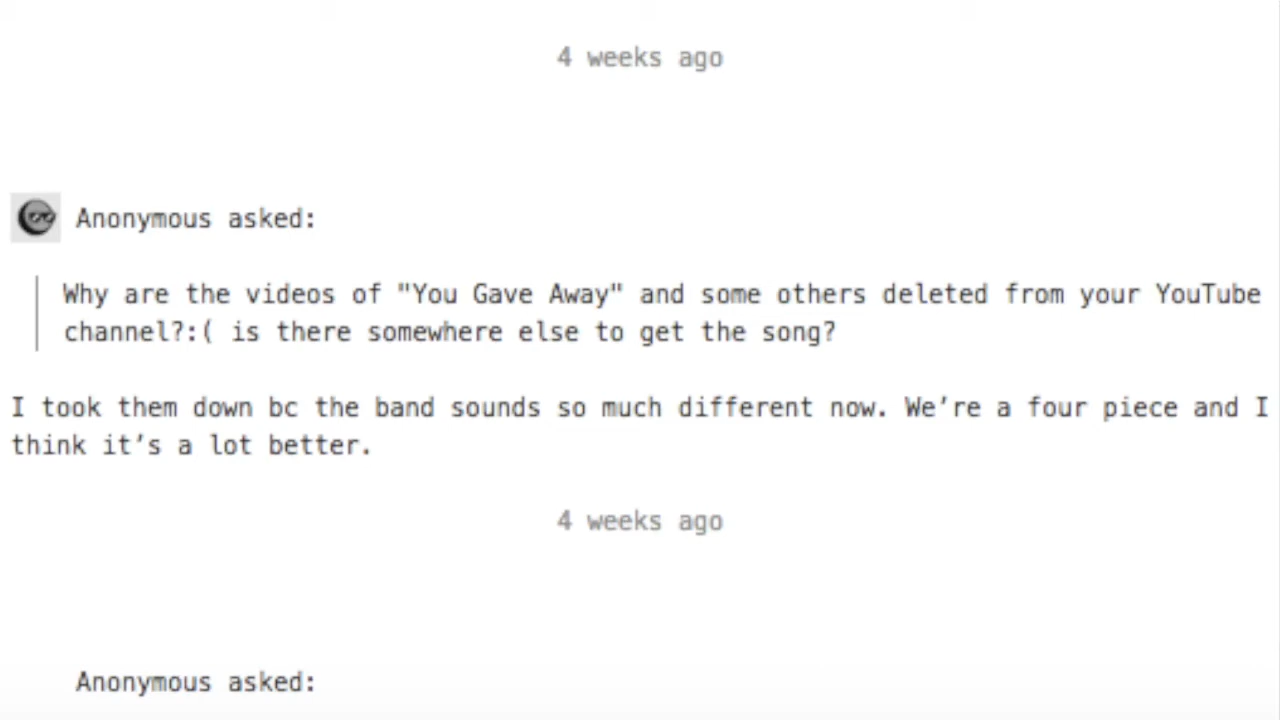 4 weeks ago
Anonymous asked:
Why are the videos of "You Gave Away" and some others deleted from your YouTube
channel?:( is there somewhere else to get the song?
I took them down bc the band sounds so much different now. We’re a four piece and I
think it’s a lot better.
4 weeks ago
Anonymous asked: